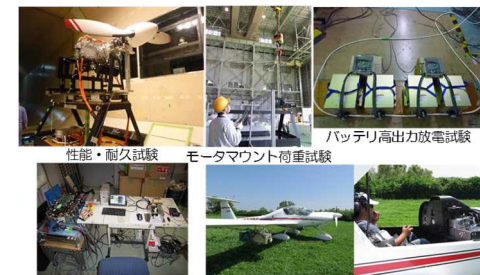 性能・耐久試験
モータマウント荷重試験
バッテリ高出力放電試験